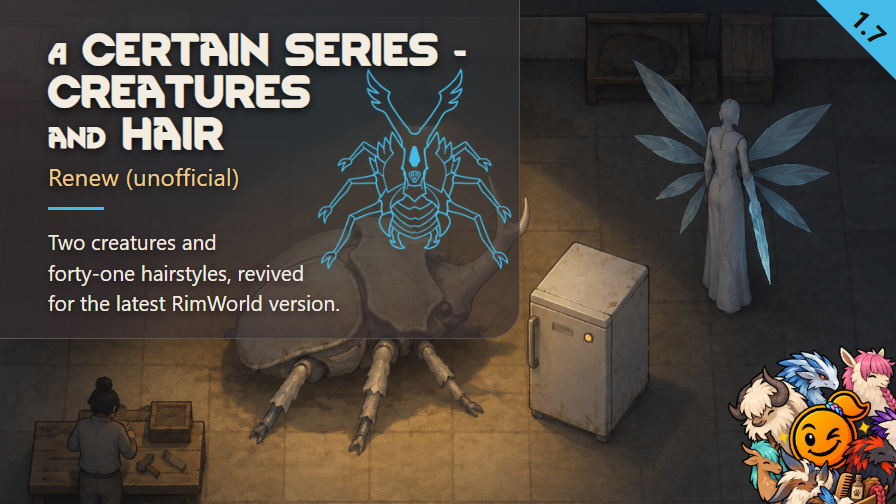 A CERTAIN SERIES -
CREATURES
AND HAIR
Renew (unofficial)
Two creatures and
forty-one hairstyles, revived
for the latest RimWorld version.
1.7